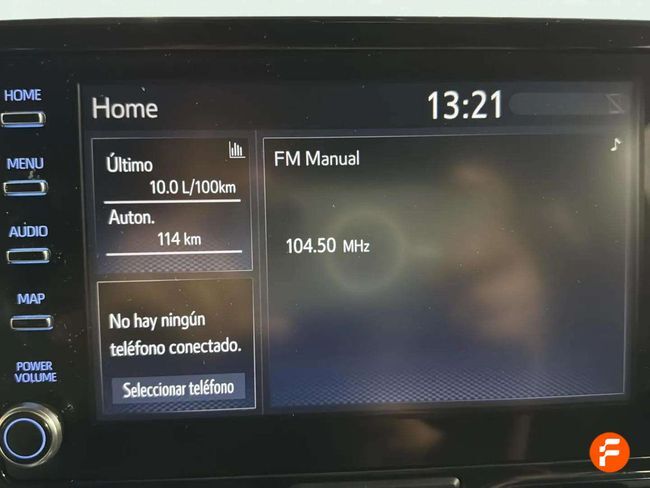 HOME
MENU
AUDIO
MAP
POWER
VOLUME
Home
13:21
Último
10.0 L/100km
Auton.
114 km
No hay ningún
teléfono conectado.
Seleccionar teléfono
FM Manual
104.50 MHz